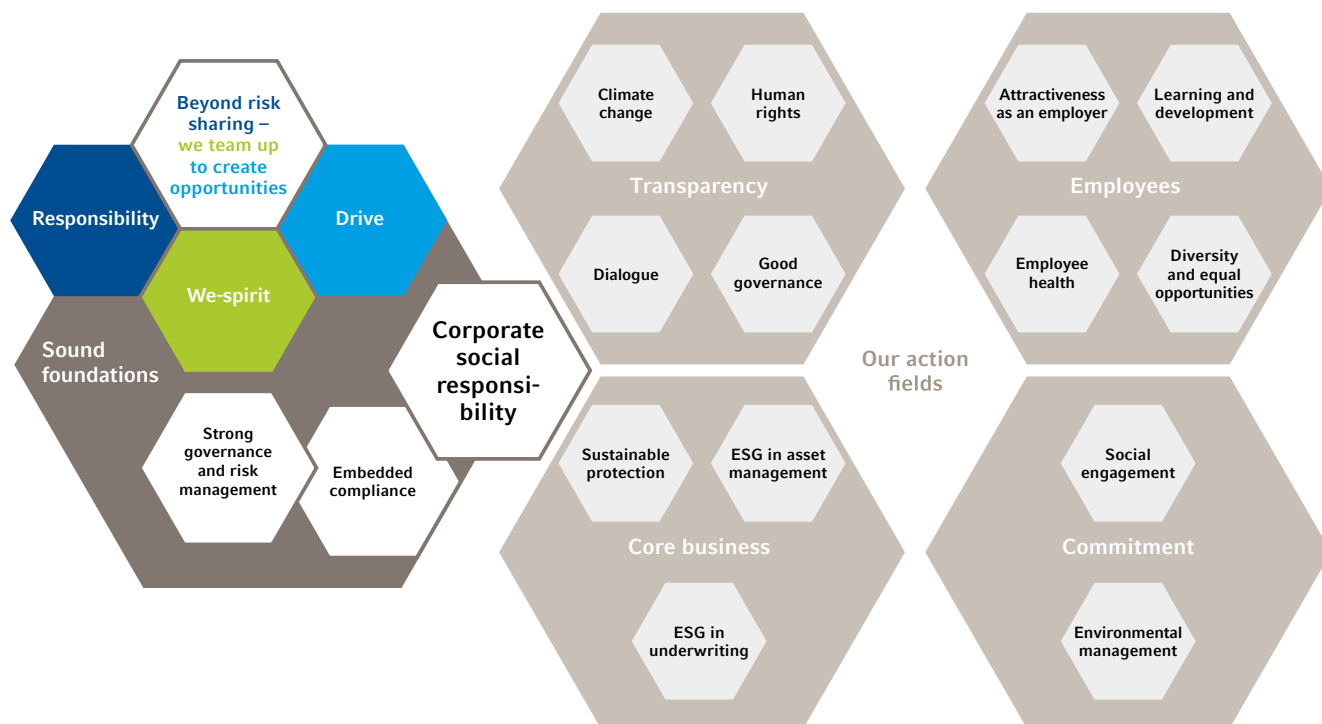 Beyond risk
sharing –
we team up
to create
opportunities
Responsibility
Drive
We-spirit
Sound
foundations
Strong
governance
and risk
management
Embedded
compliance
Corporate
social
responsi-
bility
Climate
change
Human
rights
Transparency
Dialogue
Good
governance
Attractiveness
as an employer
Learning and
development
Employees
Employee
health
Diversity
and equal
opportunities
Our action
fields
Sustainable
protection
ESG in asset
management
Core business
ESG in
underwriting
Social
engagement
Commitment
Environmental
management